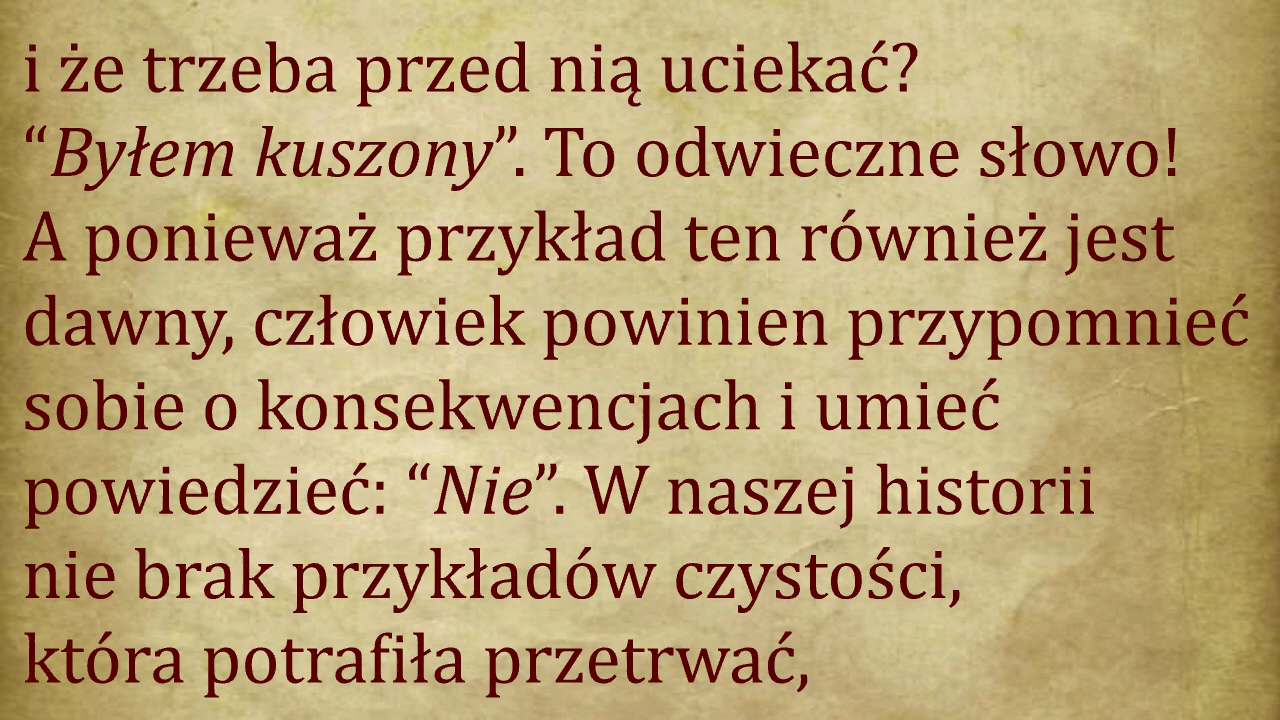 i że trzeba przed nią uciekać?
“Byłem kuszony”. To odwieczne słowo!
A ponieważ przykład ten również jest
dawny, człowiek powinien przypomnieć
sobie o konsekwencjach i umieć
powiedzieć: “Nie”. W naszej historii
nie brak przykładów czystości,
która potrafiła przetrwać,